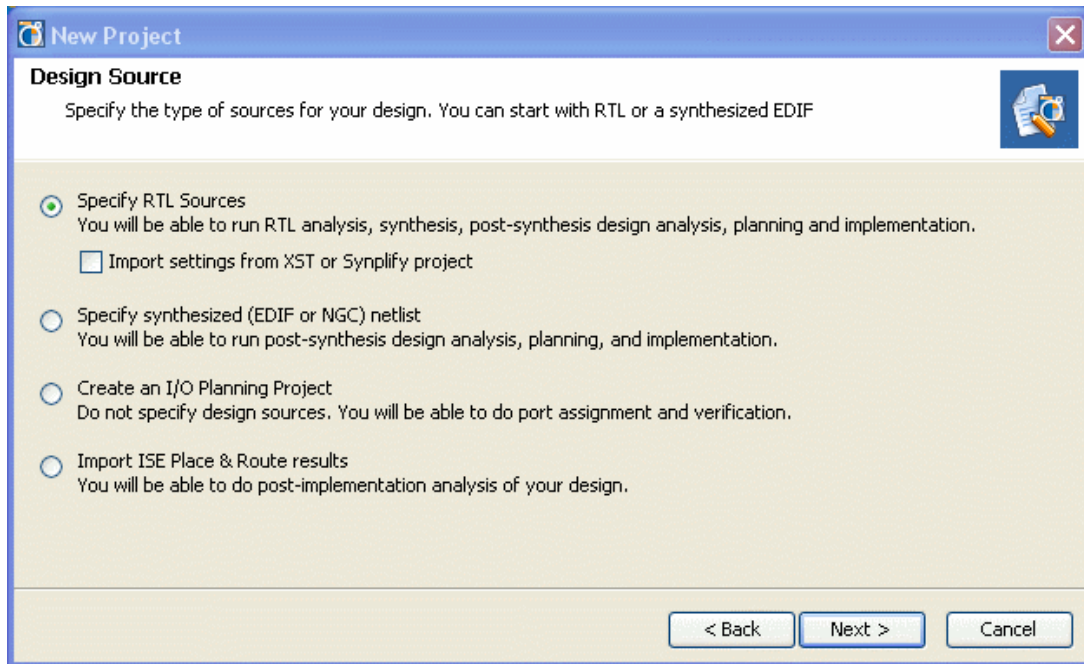 New Project
Design Source
Specify the type of sources for your design. You can start with RTL or a synthesized EDIF
Specify RTL Sources
You will be able to run RTL analysis, synthesis, post-synthesis design analysis, planning and implementation.
Import settings from XST or Synplify project
Specify synthesized (EDIF or NGC) netlist
You will be able to run post-synthesis design analysis, planning, and implementation.
Create an I/O Planning Project
Do not specify design sources. You will be able to do port assignment and verification.
Import ISE Place & Route results
You will be able to do post-implementation analysis of your design.
< Back Next > Cancel